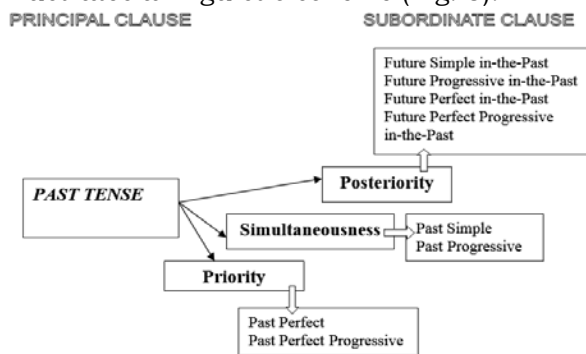 PRINCIPAL CLAUSE
SUBORDINATE CLAUSE
Future Simple in-the-Past
Future Progressive in-the-Past
Future Perfect in-the-Past
Future Perfect Progressive
in-the-Past
PAST TENSE
Posteriority
Simultaneousness
Past Simple
Past Progressive
Priority
Past Perfect
Past Perfect Progressive